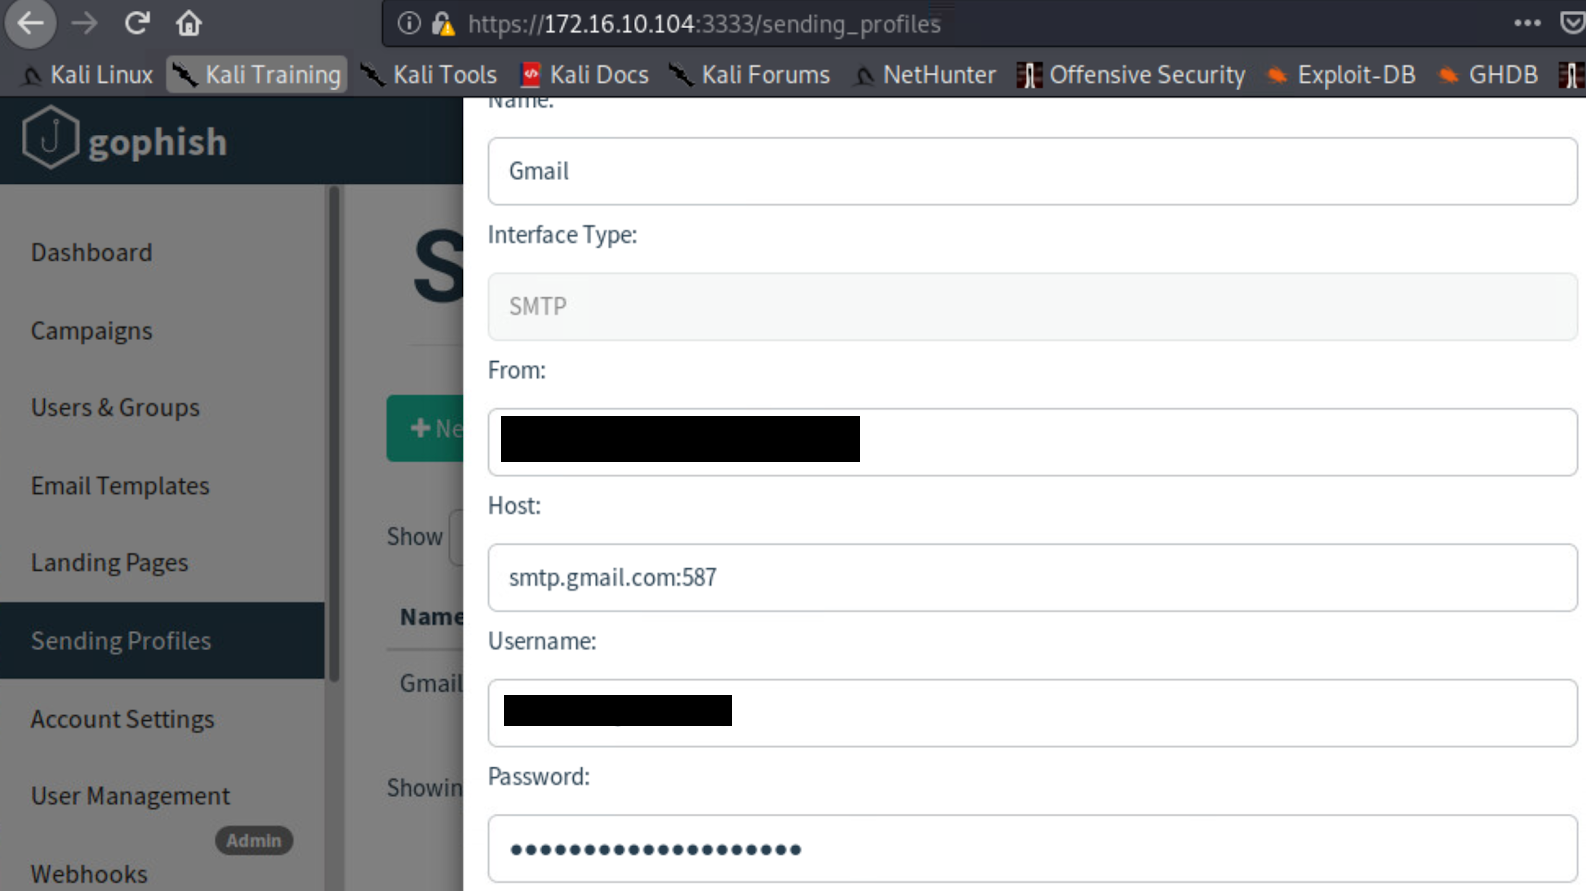 https://172.16.10.104:3333/sending_profiles
Kali Linux Kali Training Kali Tools Kali Docs Kali Forums NetHunter Offensive Security Exploit-DB GHDB
gophish
Dashboard
Campaigns
Users & Groups
Email Templates
Landing Pages
Sending Profiles
Account Settings
User Management
Admin
Webhooks
S
+ Ne
Show
Name
Gmail
Showin
Name:
Gmail
Interface Type:
SMTP
From:
Host:
smtp.gmail.com:587
Username:
Password:
••••••••••••••••••••